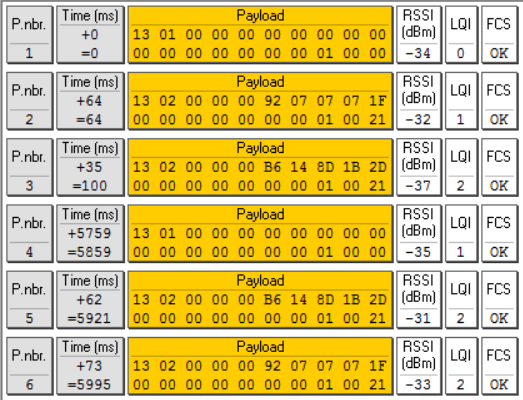 P.nbr. Time (ms) Payload RSSI (dBm) LQI FCS
+0 13 01 00 00 00 00 00 00 00 00
1 =0 00 00 00 00 00 00 00 01 00 00 -34 0 OK
P.nbr. Time (ms) Payload RSSI (dBm) LQI FCS
+64 13 02 00 00 00 92 07 07 07 1F
2 =64 00 00 00 00 00 00 00 01 00 21 -32 1 OK
P.nbr. Time (ms) Payload RSSI (dBm) LQI FCS
+35 13 02 00 00 00 B6 14 8D 1B 2D
3 =100 00 00 00 00 00 00 00 01 00 21 -37 2 OK
P.nbr. Time (ms) Payload RSSI (dBm) LQI FCS
+5759 13 01 00 00 00 00 00 00 00 00
4 =5859 00 00 00 00 00 00 00 01 00 00 -35 1 OK
P.nbr. Time (ms) Payload RSSI (dBm) LQI FCS
+62 13 02 00 00 00 B6 14 8D 1B 2D
5 =5921 00 00 00 00 00 00 00 01 00 21 -31 2 OK
P.nbr. Time (ms) Payload RSSI (dBm) LQI FCS
+73 13 02 00 00 00 92 07 07 07 1F
6 =5995 00 00 00 00 00 00 00 01 00 21 -33 2 OK